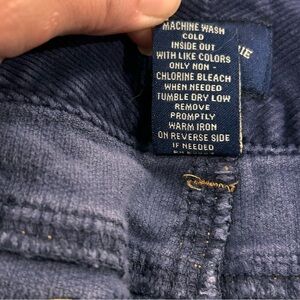 MACHINE WASH
COLD
INSIDE OUT
WITH LIKE COLORS
ONLY NON -
CHLORINE BLEACH
WHEN NEEDED
TUMBLE DRY LOW
REMOVE
PROMPTLY
WARM IRON
ON REVERSE SIDE
IF NEEDED
IE